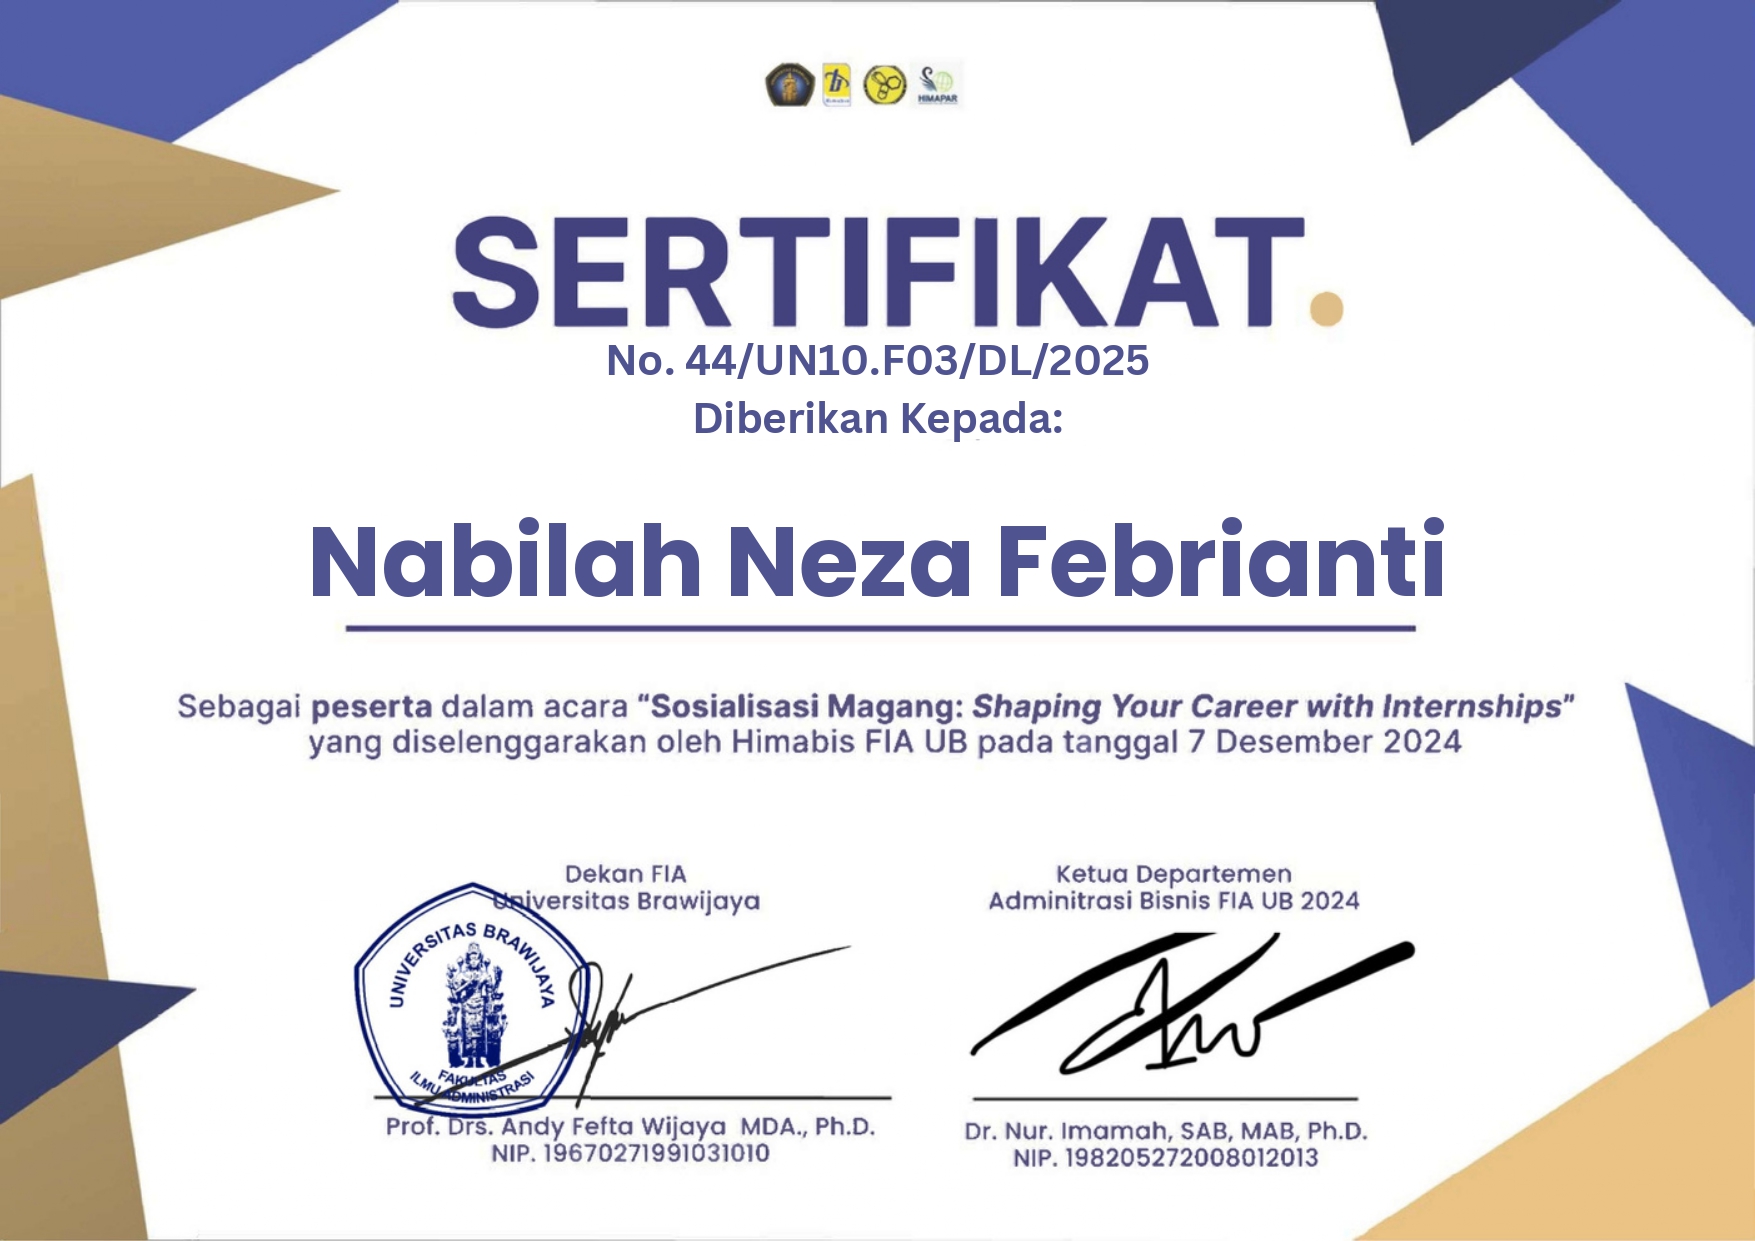 HIMAPAR
SERTIFIKAT.
No. 44/UN10.F03/DL/2025
Diberikan Kepada:
Nabilah Neza Febrianti
Sebagai peserta dalam acara “Sosialisasi Magang: Shaping Your Career with Internships”
yang diselenggarakan oleh Himabis FIA UB pada tanggal 7 Desember 2024
Dekan FIA
Universitas Brawijaya
UNIVERSITAS BRAWIJAYA
FAKULTAS
ILMU ADMINISTRASI
Prof. Drs. Andy Fefta Wijaya MDA., Ph.D.
NIP. 19670271991031010
Ketua Departemen
Adminitrasi Bisnis FIA UB 2024
Dr. Nur. Imamah, SAB, MAB, Ph.D.
NIP. 198205272008012013